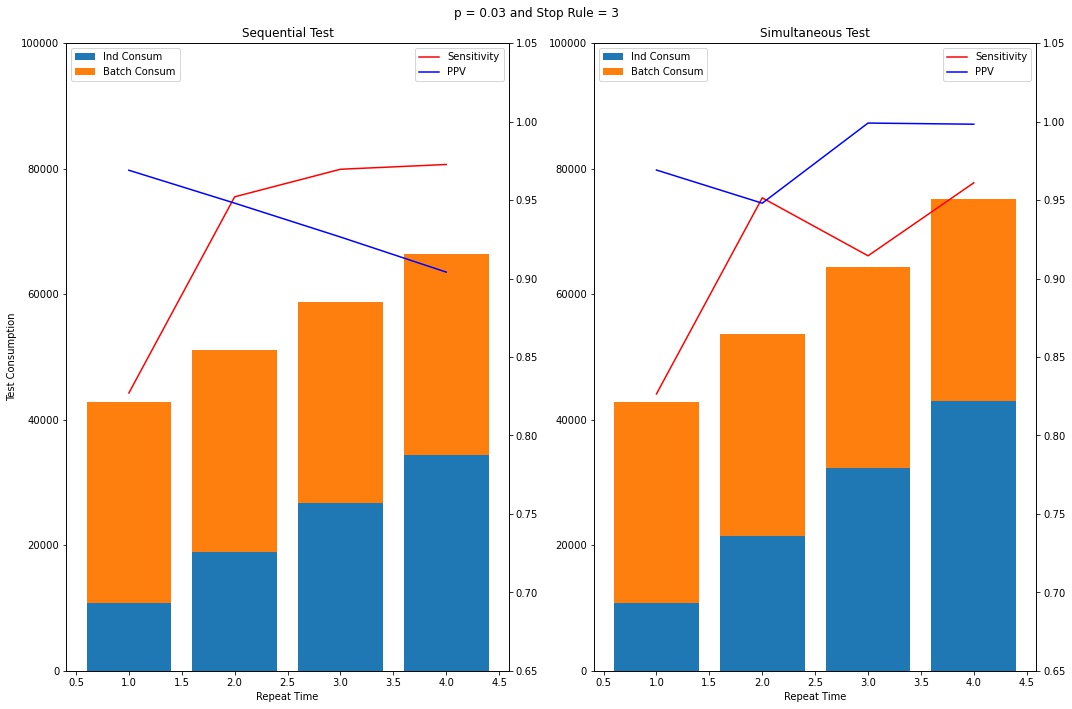 p = 0.03 and Stop Rule = 3
Sequential Test
Ind Consum
Batch Consum
Sensitivity
PPV
100000
80000
60000
40000
20000
0
Test Consumption
0.5 1.0 1.5 2.0 2.5 3.0 3.5 4.0 4.5
Repeat Time
1.05
1.00
0.95
0.90
0.85
0.80
0.75
0.70
0.65
Simultaneous Test
Ind Consum
Batch Consum
Sensitivity
PPV
100000
80000
60000
40000
20000
0
0.5 1.0 1.5 2.0 2.5 3.0 3.5 4.0 4.5
Repeat Time
1.05
1.00
0.95
0.90
0.85
0.80
0.75
0.70
0.65